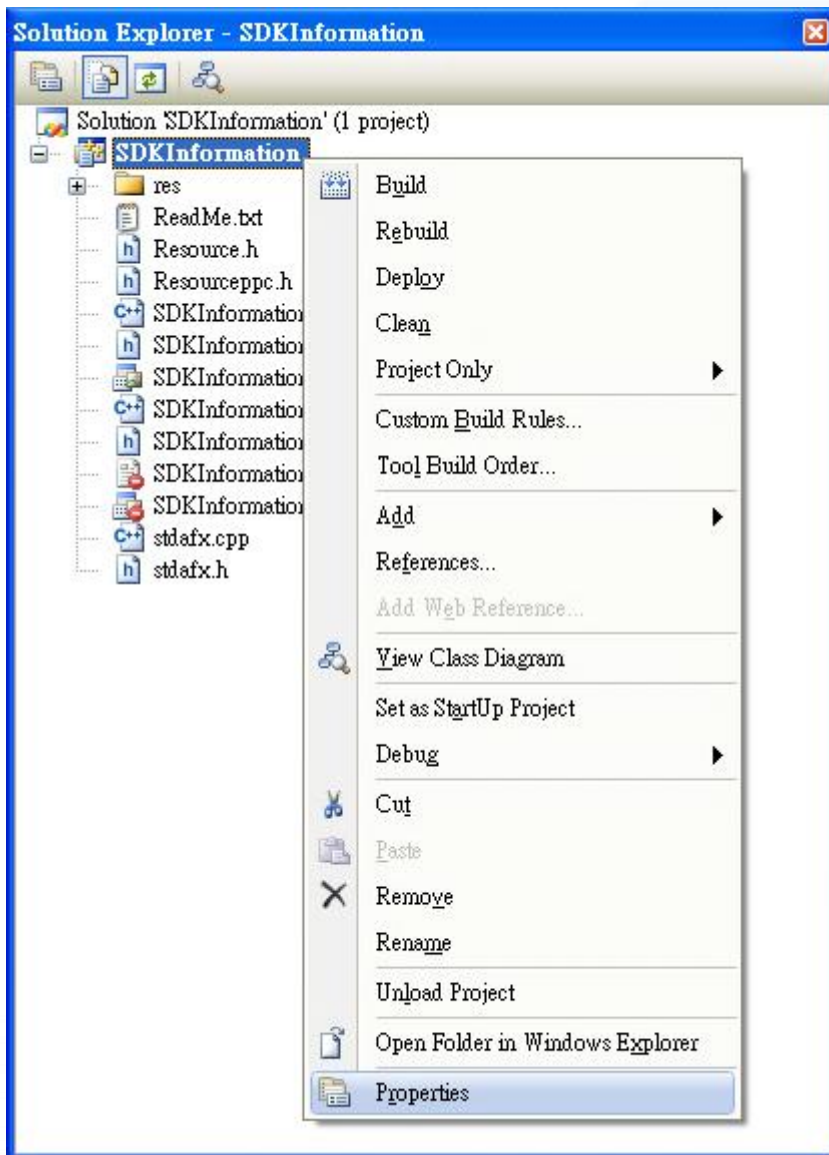 Solution Explorer - SDKInformation
Solution 'SDKInformation' (1 project)
SDKInformation
res
ReadMe.txt
Resource.h
Resourceppc.h
SDKInformation
SDKInformation
SDKInformation
SDKInformation
SDKInformation
SDKInformation
SDKInformation
stdafx.cpp
stdafx.h
Build
Rebuild
Deploy
Clean
Project Only
Custom Build Rules...
Tool Build Order...
Add
References...
Add Web Reference...
View Class Diagram
Set as StartUp Project
Debug
Cut
Paste
Remove
Rename
Unload Project
Open Folder in Windows Explorer
Properties